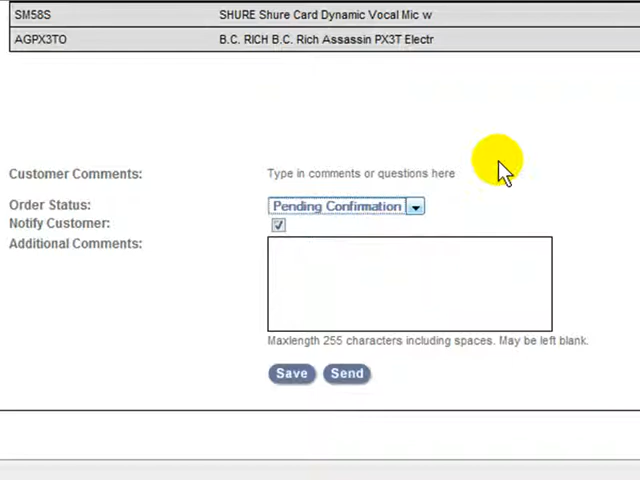 SM58S SHURE Shure Card Dynamic Vocal Mic w
AGPX3TO B.C. RICH B.C. Rich Assassin PX3T Electr
Customer Comments: Type in comments or questions here
Order Status: Pending Confirmation
Notify Customer:
Additional Comments:
Maxlength 255 characters including spaces. May be left blank.
Save Send